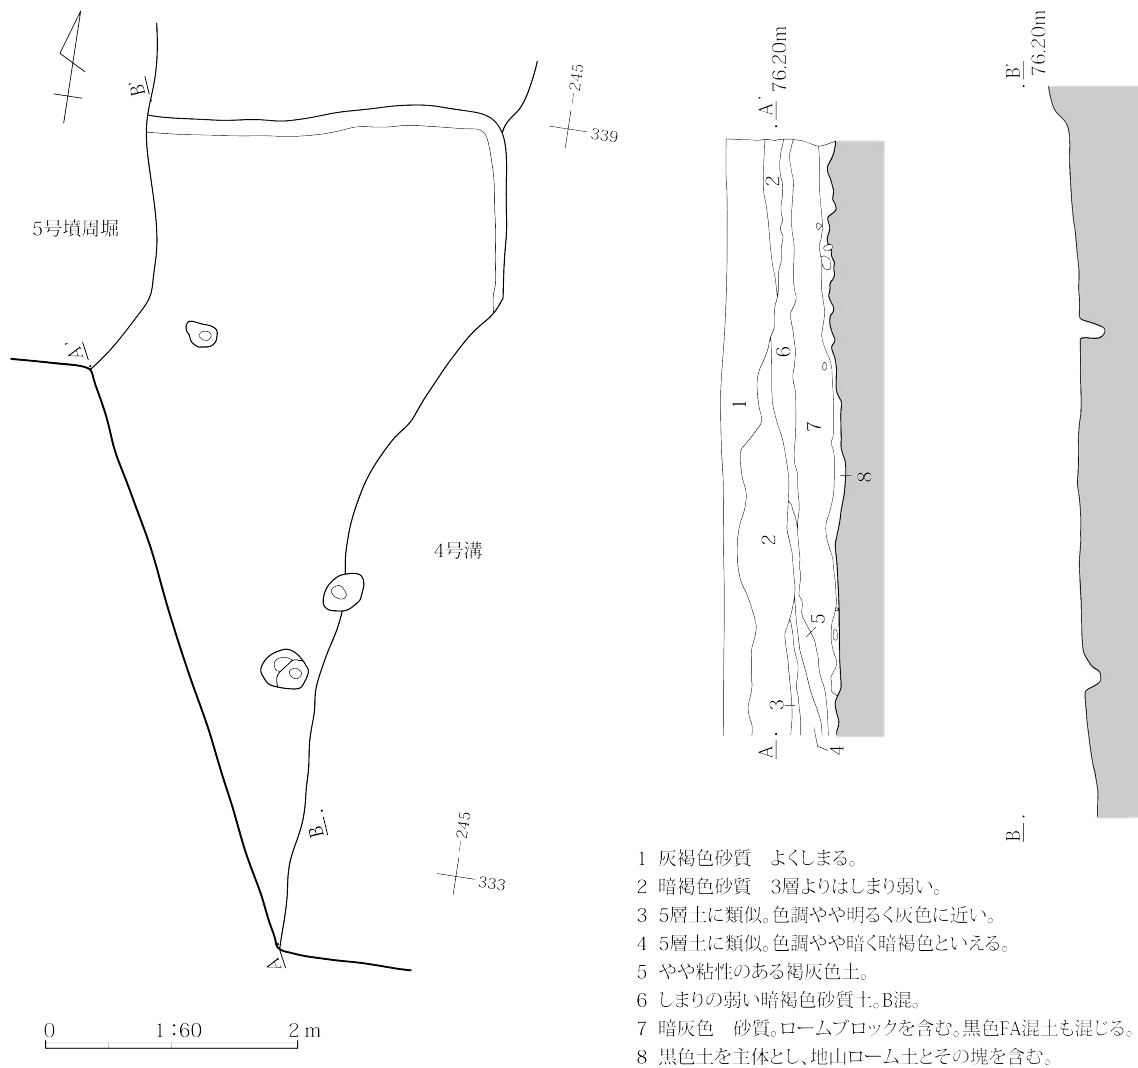 B'
245
339
5号墳周堀
A'
4号溝
B
245
333
A
0 1:60 2 m
A'
76.20m
2
6
1
7
8
2
5
3
4
A
B'
76.20m
B
1 灰褐色砂質 よくしまる。
2 暗褐色砂質 3層よりはしまり弱い。
3 5層土に類似。色調やや明るく灰色に近い。
4 5層土に類似。色調やや暗く暗褐色といえる。
5 やや粘性のある褐灰色土。
6 しまりの弱い暗褐色砂質土。B混。
7 暗灰色 砂質。ロームブロックを含む。黒色FA混土も混じる。
8 黒色土を主体とし、地山ローム土とその塊を含む。